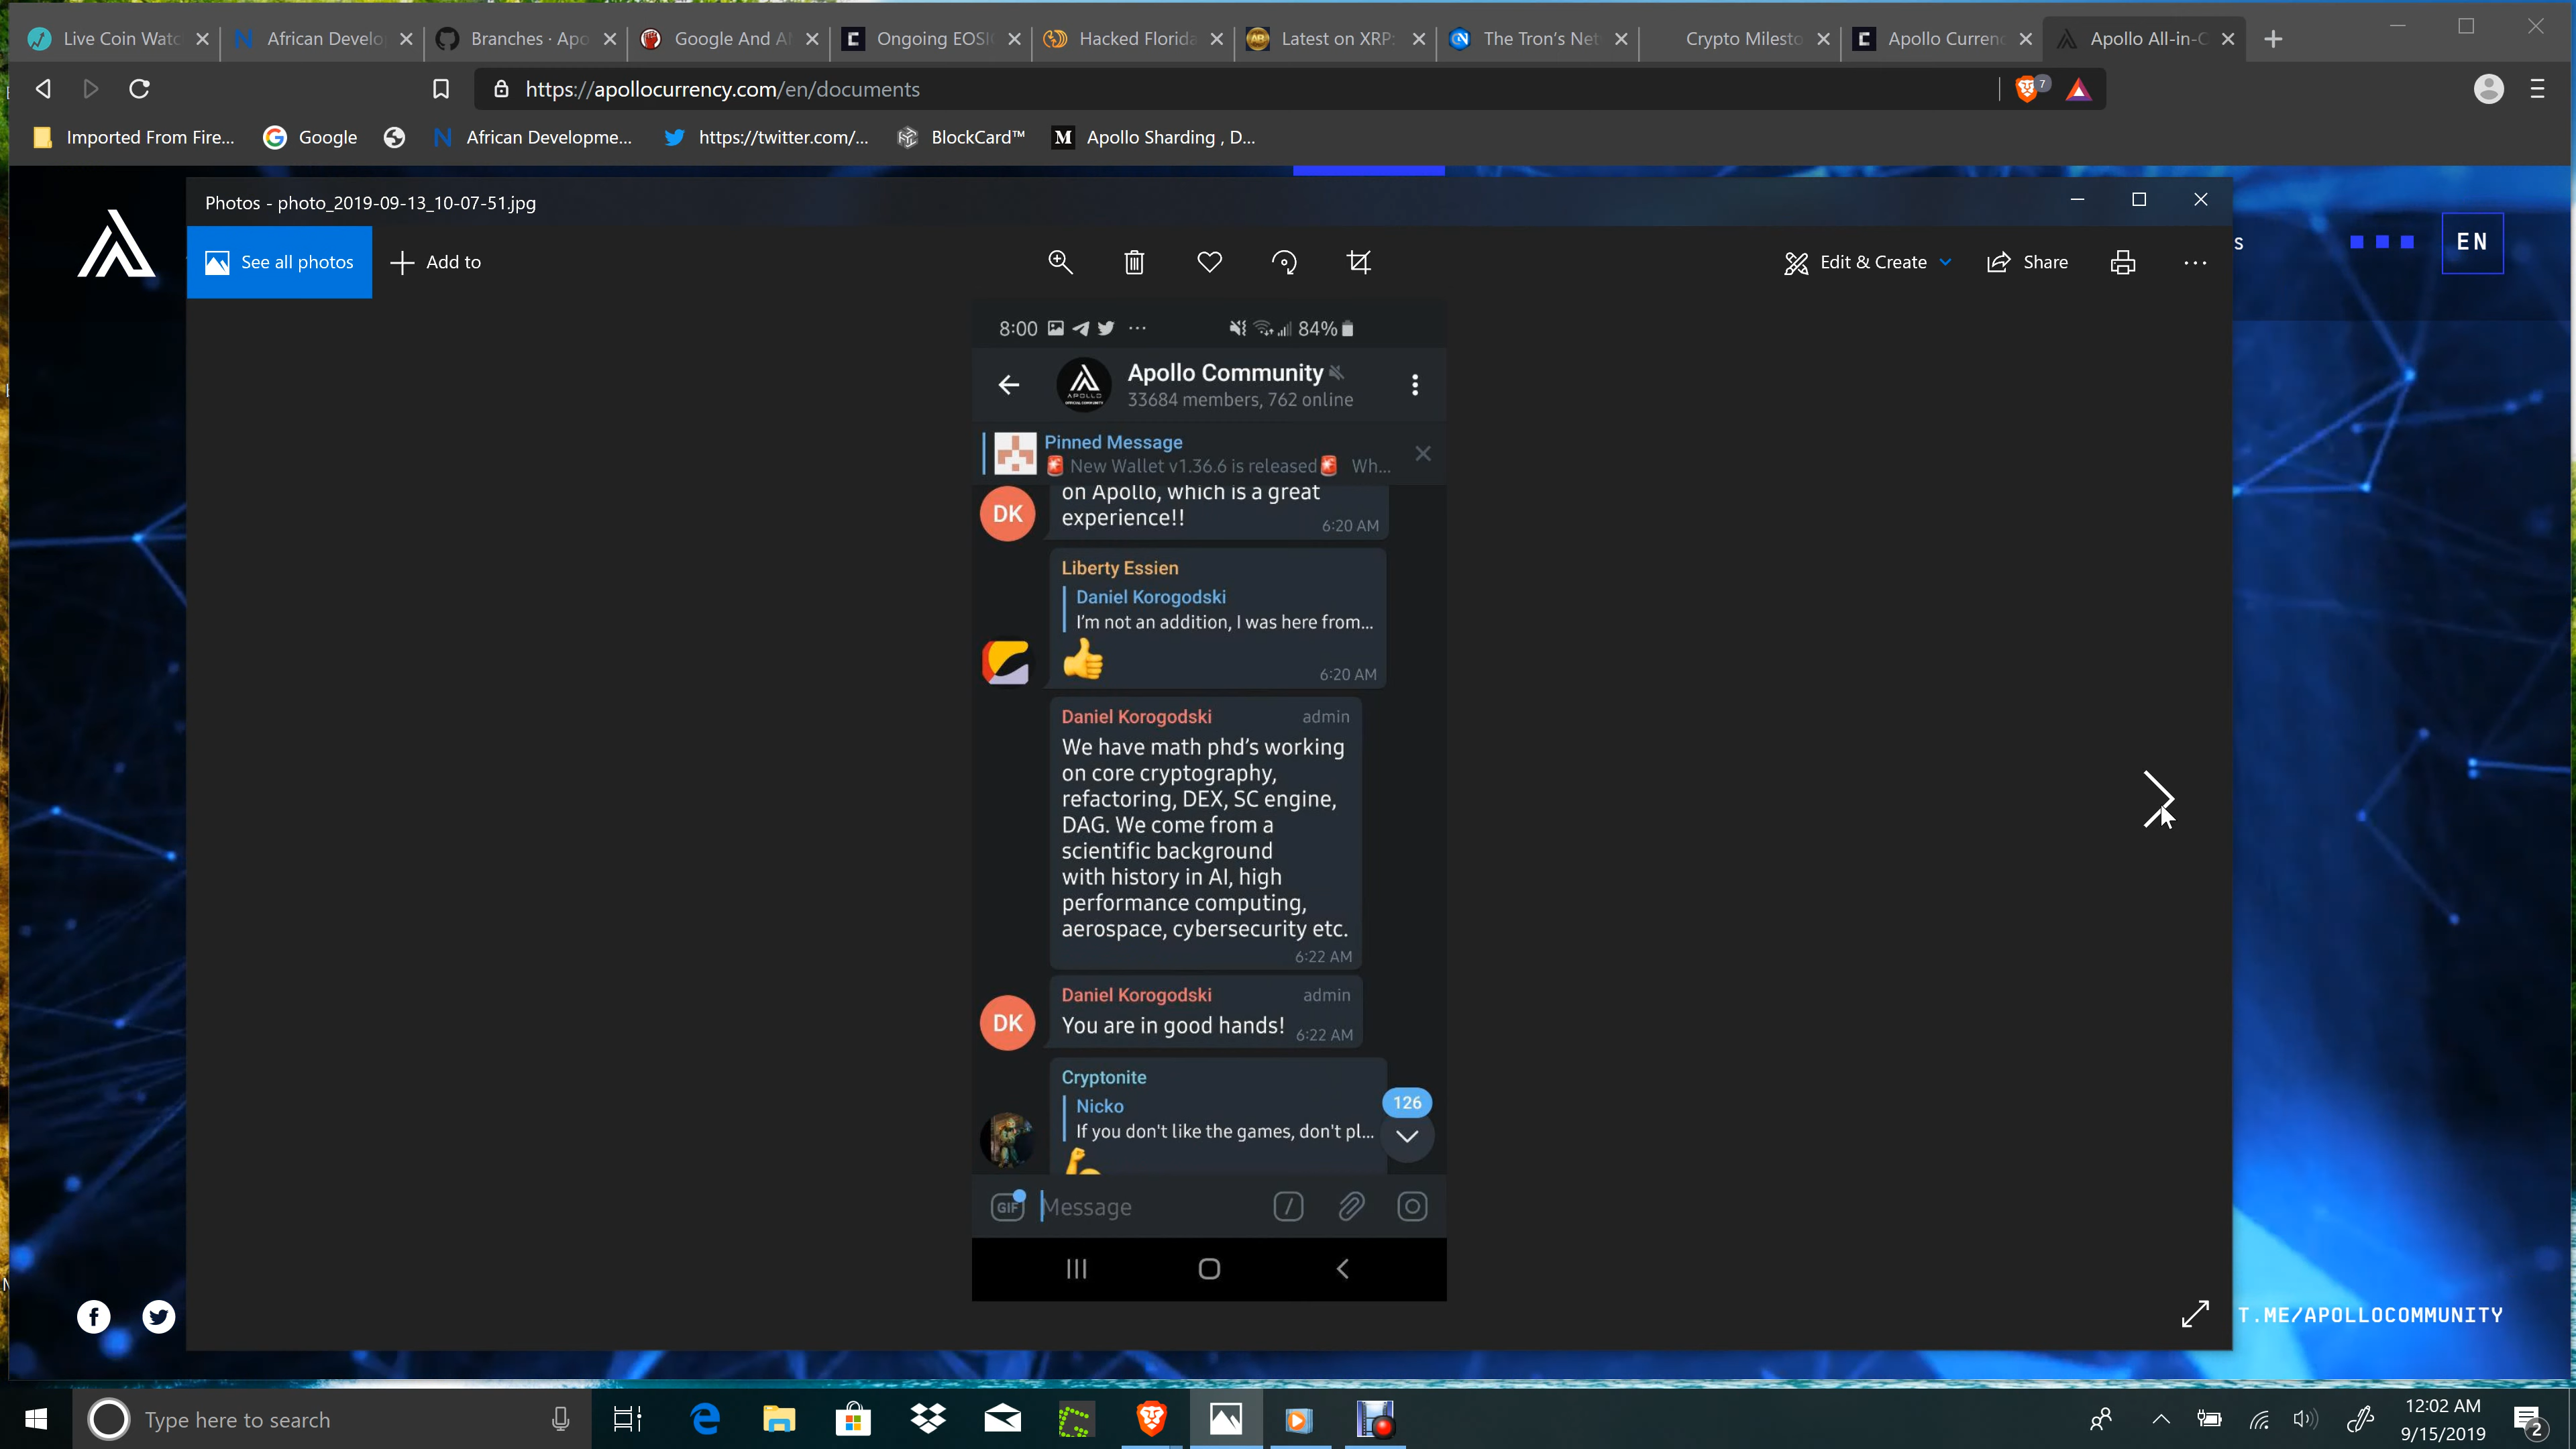 Live Coin Watc
African Develo
Branches · Apo
Google And A
Ongoing EOSI
Hacked Florida
Latest on XRP:
The Tron's Net
Crypto Milesto
Apollo Currenc
Apollo All-in-C
https://apollocurrency.com/en/documents
7
Imported From Fire...
Google
African Developme...
https://twitter.com/...
BlockCard™
Apollo Sharding , D...
Photos - photo_2019-09-13_10-07-51.jpg
See all photos
Add to
Edit & Create
Share
s
EN
8:00
84%
Apollo Community
33684 members, 762 online
Pinned Message
New Wallet v1.36.6 is released Wh...
on Apollo, which is a great
experience!!
6:20 AM
DK
Liberty Essien
Daniel Korogodski
I'm not an addition, I was here from...
6:20 AM
Daniel Korogodski admin
We have math phd's working
on core cryptography,
refactoring, DEX, SC engine,
DAG. We come from a
scientific background
with history in AI, high
performance computing,
aerospace, cybersecurity etc.
6:22 AM
Daniel Korogodski admin
DK
You are in good hands! 6:22 AM
Cryptonite
Nicko
126
If you don't like the games, don't pl...
GIF
Message
T.ME/APOLLOCOMMUNITY
Type here to search
12:02 AM
9/15/2019
2